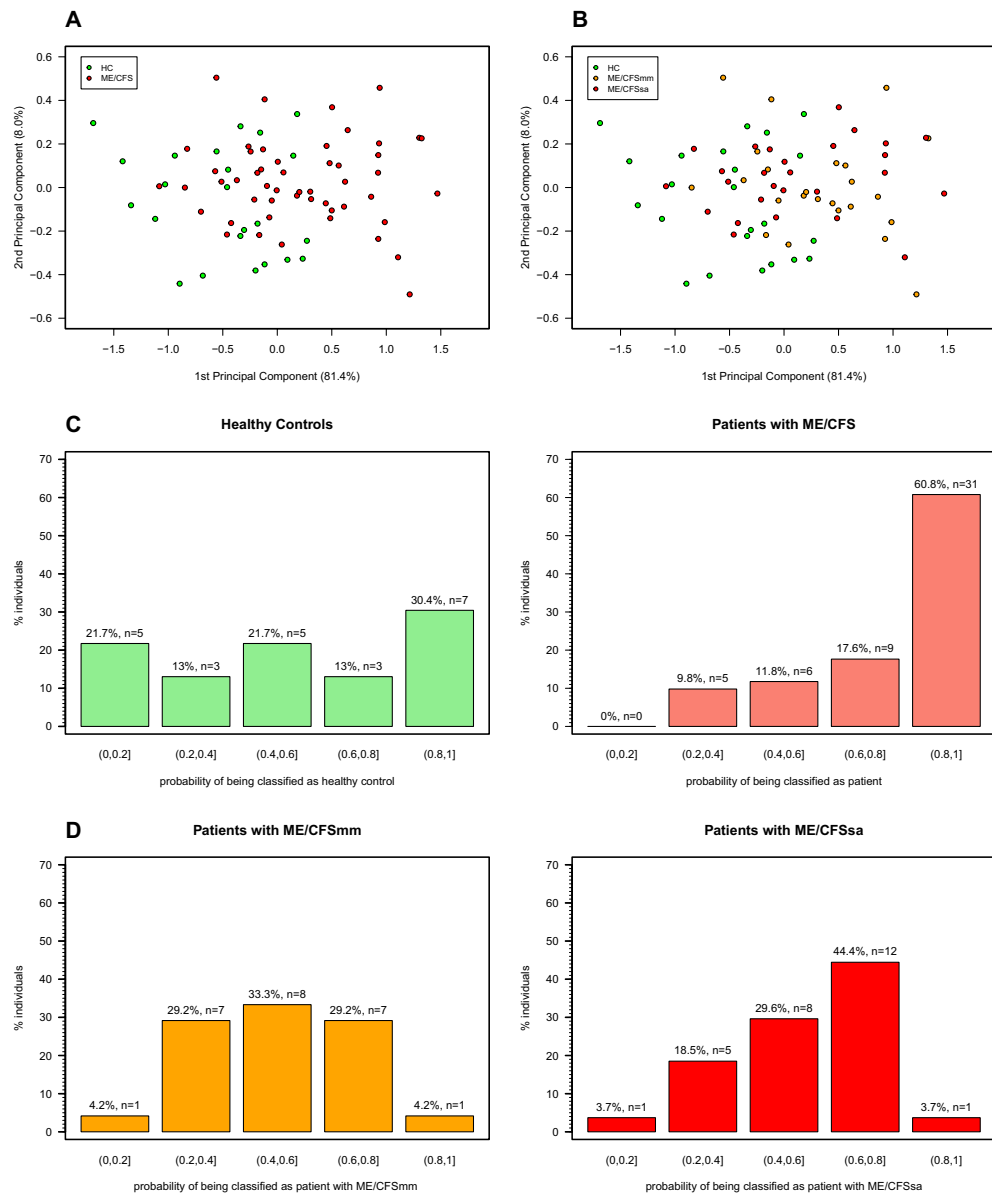 A
B
0.6
0.4
0.2
0.0
−0.2
−0.4
−0.6
2nd Principal Component (8.0%)
HC
ME/CFS
−1.5 −1.0 −0.5 0.0 0.5 1.0 1.5
1st Principal Component (81.4%)
0.6
0.4
0.2
0.0
−0.2
−0.4
−0.6
2nd Principal Component (8.0%)
HC
ME/CFSmm
ME/CFSsa
−1.5 −1.0 −0.5 0.0 0.5 1.0 1.5
1st Principal Component (81.4%)
C
Healthy Controls
70
60
50
40
30
20
10
0
% individuals
21.7%, n=5
13%, n=3
21.7%, n=5
13%, n=3
30.4%, n=7
(0,0.2] (0.2,0.4] (0.4,0.6] (0.6,0.8] (0.8,1]
probability of being classified as healthy control
Patients with ME/CFS
70
60
50
40
30
20
10
0
% individuals
0%, n=0
9.8%, n=5
11.8%, n=6
17.6%, n=9
60.8%, n=31
(0,0.2] (0.2,0.4] (0.4,0.6] (0.6,0.8] (0.8,1]
probability of being classified as patient
D
Patients with ME/CFSmm
70
60
50
40
30
20
10
0
% individuals
4.2%, n=1
29.2%, n=7
33.3%, n=8
29.2%, n=7
4.2%, n=1
(0,0.2] (0.2,0.4] (0.4,0.6] (0.6,0.8] (0.8,1]
probability of being classified as patient with ME/CFSmm
Patients with ME/CFSsa
70
60
50
40
30
20
10
0
% individuals
3.7%, n=1
18.5%, n=5
29.6%, n=8
44.4%, n=12
3.7%, n=1
(0,0.2] (0.2,0.4] (0.4,0.6] (0.6,0.8] (0.8,1]
probability of being classified as patient with ME/CFSsa